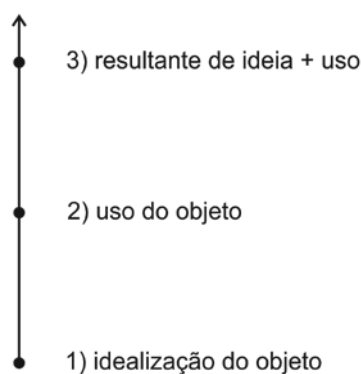 3) resultante de ideia + uso
2) uso do objeto
1) idealização do objeto